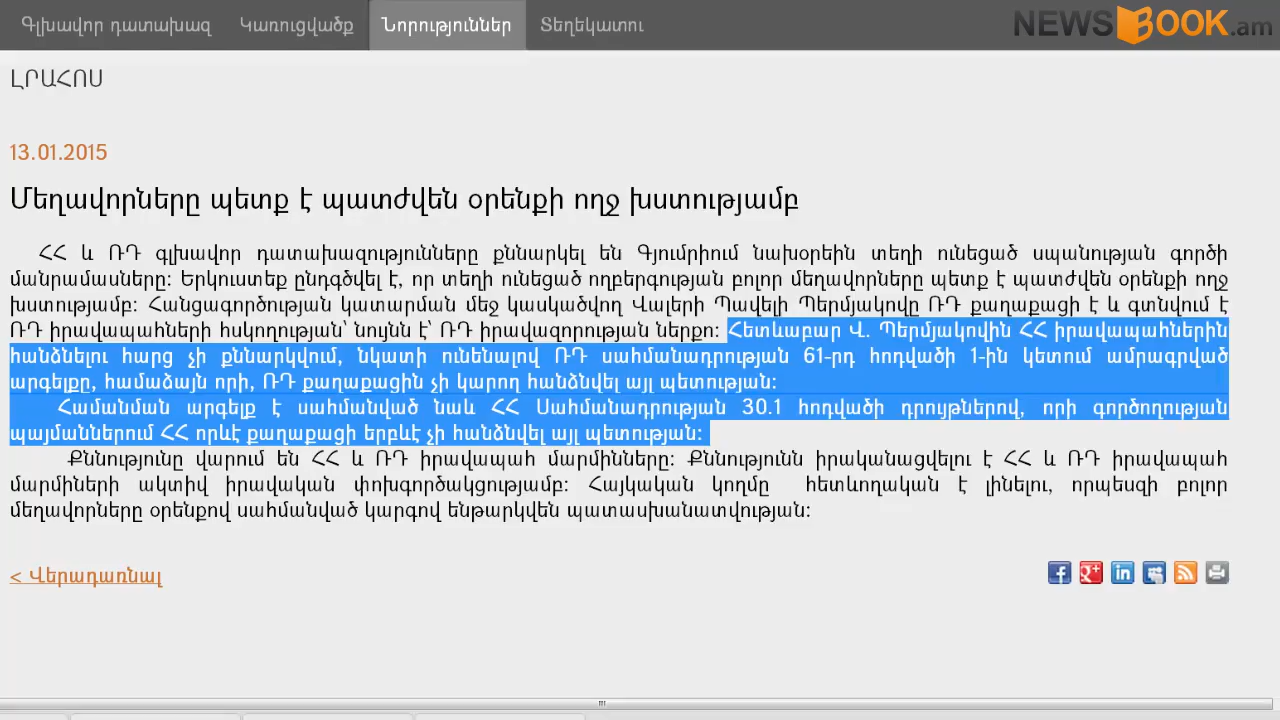 Գլխավոր դատախազ Կառուցվածք Նորություններ Տեղեկատու NEWSBOOK.am
ԼՐԱՀՈՍ
13.01.2015
Մեղավորները պետք է պատժվեն օրենքի ողջ խստությամբ
ՀՀ և ՌԴ գլխավոր դատախազությունները քննարկել են Գյումրիում նախօրեին տեղի ունեցած սպանության գործի
մանրամասները: Երկուստեք ընդգծվել է, որ տեղի ունեցած ողբերգության բոլոր մեղավորները պետք է պատժվեն օրենքի ողջ
խստությամբ: Հանցագործության կատարման մեջ կասկածվող Վալերի Պավելի Պերմյակովը ՌԴ քաղաքացի է և գտնվում է
ՌԴ իրավապահների հսկողության՝ նույնն է՝ ՌԴ իրավազորության ներքո: Հետևաբար Վ. Պերմյակովին ՀՀ իրավապահներին
հանձնելու հարց չի քննարկվում, նկատի ունենալով ՌԴ սահմանադրության 61-րդ հոդվածի 1-ին կետում ամրագրված
արգելքը, համաձայն որի, ՌԴ քաղաքացին չի կարող հանձնվել այլ պետության:
Համանման արգելք է սահմանված նաև ՀՀ Սահմանադրության 30.1 հոդվածի դրույթներով, որի գործողության
պայմաններում ՀՀ որևէ քաղաքացի երբևէ չի հանձնվել այլ պետության:
Քննությունը վարում են ՀՀ և ՌԴ իրավապահ մարմինները: Քննությունն իրականացվելու է ՀՀ և ՌԴ իրավապահ
մարմիների ակտիվ իրավական փոխգործակցությամբ: Հայկական կողմը հետևողական է լինելու, որպեսզի բոլոր
մեղավորները օրենքով սահմանված կարգով ենթարկվեն պատասխանատվության:
< Վերադառնալ